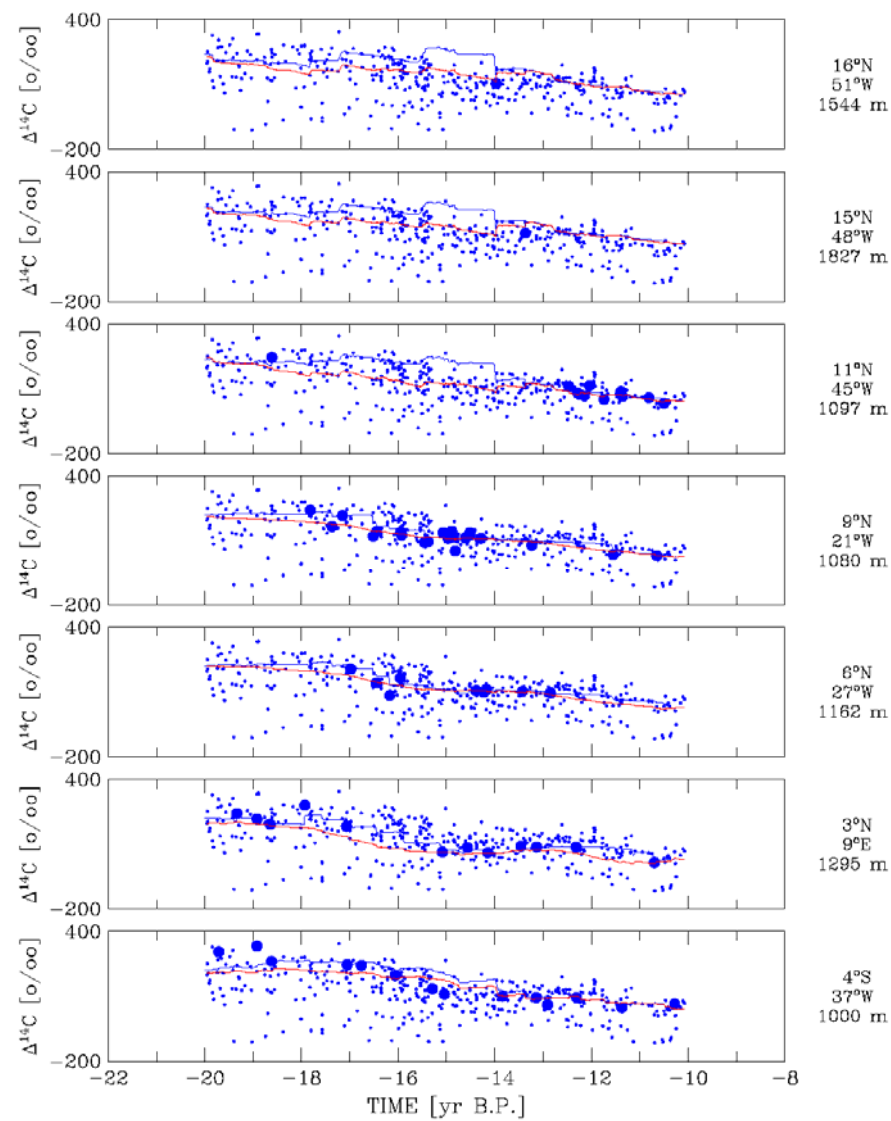 400
Δ¹⁴C [o/oo]
−200
16°N
51°W
1544 m
400
Δ¹⁴C [o/oo]
−200
15°N
48°W
1827 m
400
Δ¹⁴C [o/oo]
−200
11°N
45°W
1097 m
400
Δ¹⁴C [o/oo]
−200
9°N
21°W
1080 m
400
Δ¹⁴C [o/oo]
−200
6°N
27°W
1162 m
400
Δ¹⁴C [o/oo]
−200
3°N
9°E
1295 m
400
Δ¹⁴C [o/oo]
−200
4°S
37°W
1000 m
−22 −20 −18 −16 −14 −12 −10 −8
TIME [yr B.P.]